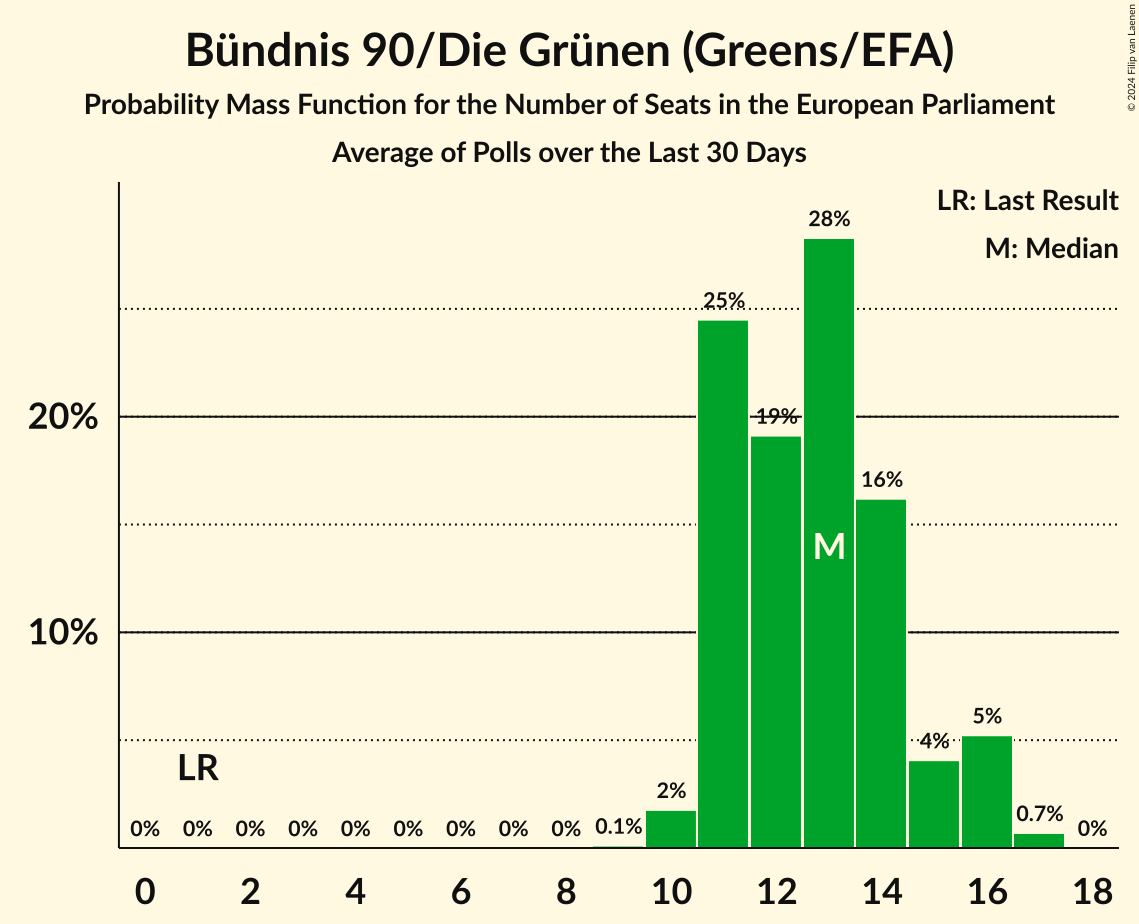 Bündnis 90/Die Grünen (Greens/EFA)
Probability Mass Function for the Number of Seats in the European Parliament
Average of Polls over the Last 30 Days
© 2024 Filip van Laenen
LR: Last Result
M: Median
28%
25%
20%
19%
16%
M
10%
LR
5%
4%
2%
0% 0% 0% 0% 0% 0% 0% 0% 0% 0.1% 0.7% 0%
0 2 4 6 8 10 12 14 16 18